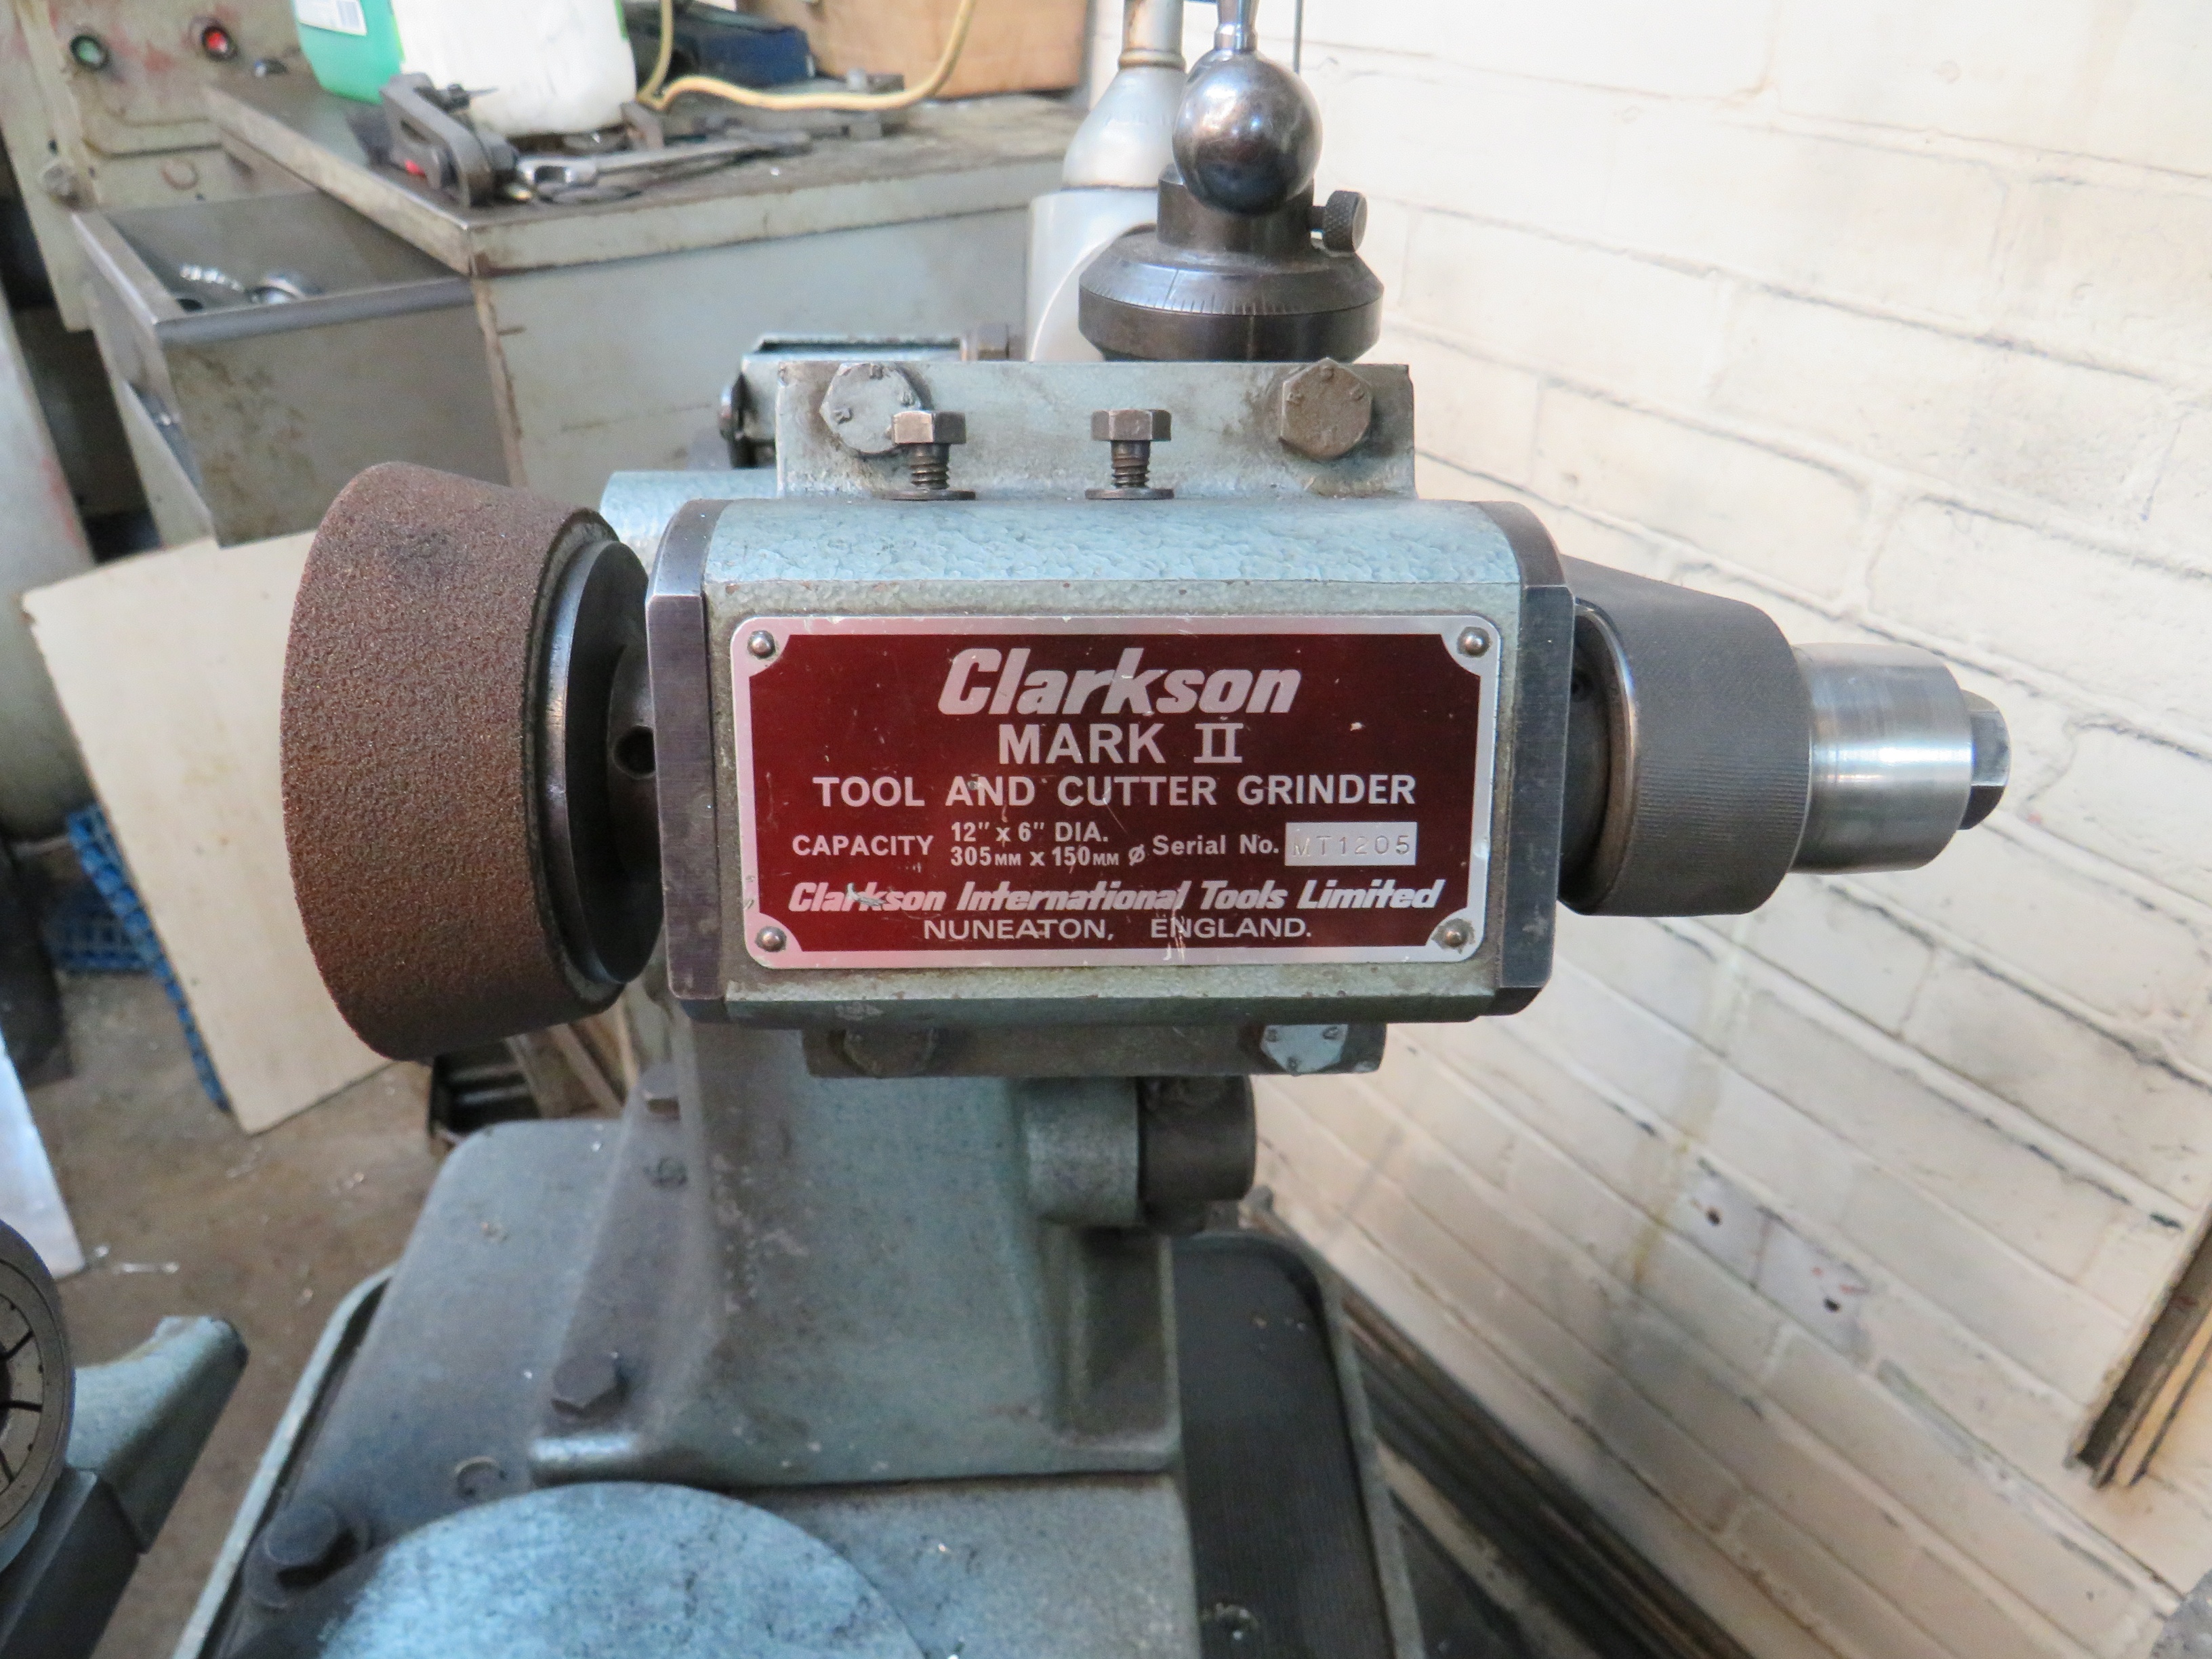 Clarkson
MARK II
TOOL AND CUTTER GRINDER
CAPACITY 12" x 6" DIA.
305MM x 150MM ⌀ Serial No. MT1205
Clarkson International Tools Limited
NUNEATON, ENGLAND.